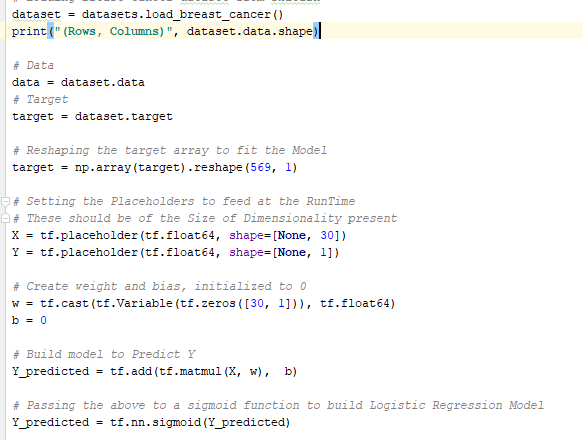 dataset = datasets.load_breast_cancer()
print("(Rows, Columns)", dataset.data.shape)
# Data
data = dataset.data
# Target
target = dataset.target
# Reshaping the target array to fit the Model
target = np.array(target).reshape(569, 1)
# Setting the Placeholders to feed at the RunTime
# These should be of the Size of Dimensionality present
X = tf.placeholder(tf.float64, shape=[None, 30])
Y = tf.placeholder(tf.float64, shape=[None, 1])
# Create weight and bias, initialized to 0
w = tf.cast(tf.Variable(tf.zeros([30, 1])), tf.float64)
b = 0
# Build model to Predict Y
Y_predicted = tf.add(tf.matmul(X, w),  b)
# Passing the above to a sigmoid function to build Logistic Regression Model
Y_predicted = tf.nn.sigmoid(Y_predicted)